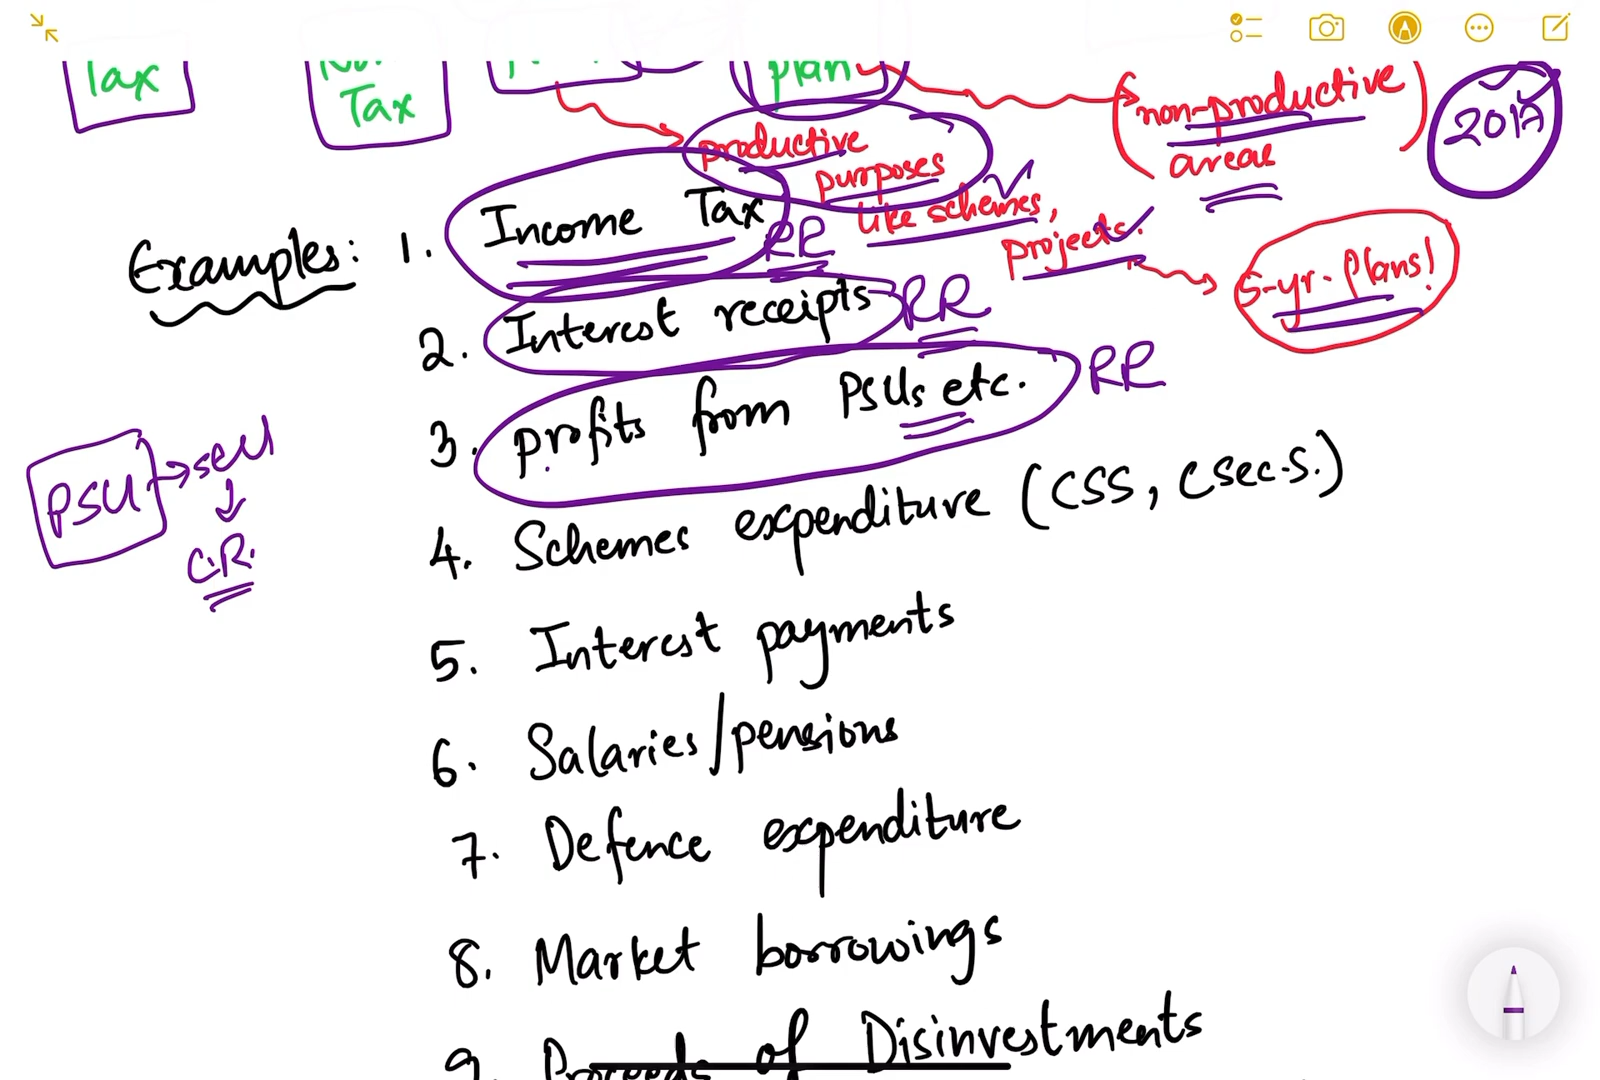 Tax
Tax
plan
non-productive
areas
2017
productive
purposes
like schemes,
projects.
5-yr. plans!
Examples: 1. Income Tax RR
2. Interest receipts RR
3. profits from PSUs etc. RR
PSU → sell
↓
C.R.
4. Schemes expenditure (CSS, CSec.S.)
5. Interest payments
6. Salaries/pensions
7. Defence expenditure
8. Market borrowings
9. Proceeds of Disinvestments